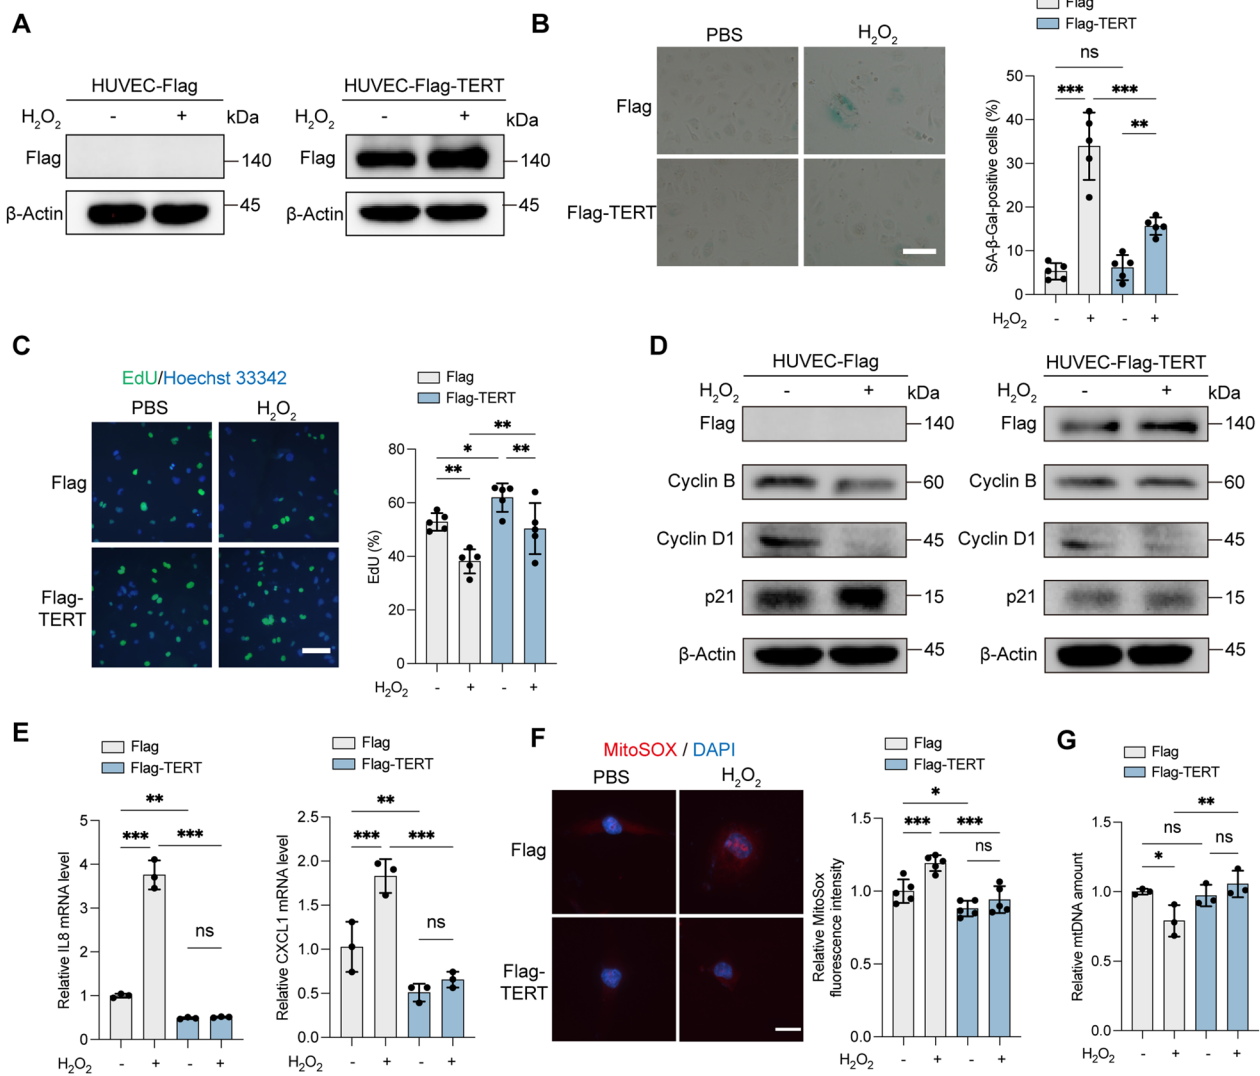 A
HUVEC-Flag
HUVEC-Flag-TERT
H2O2 - + kDa
H2O2 - + kDa
Flag 140
Flag 140
β-Actin 45
β-Actin 45
B
PBS H2O2
Flag
Flag-TERT
Flag
Flag-TERT
ns
*** ***
**
SA-β-Gal-positive cells (%)
50
40
30
20
10
0
H2O2 - + - +
C
EdU/Hoechst 33342
PBS H2O2
Flag
Flag-
TERT
Flag
Flag-TERT
**
* **
**
EdU (%)
80
60
40
20
0
H2O2 - + - +
D
HUVEC-Flag
HUVEC-Flag-TERT
H2O2 - + kDa
H2O2 - + kDa
Flag 140
Flag 140
Cyclin B 60
Cyclin B 60
Cyclin D1 45
Cyclin D1 45
p21 15
p21 15
β-Actin 45
β-Actin 45
E
Flag
Flag-TERT
**
*** ***
ns
Relative IL8 mRNA level
5
4
3
2
1
0
H2O2 - + - +
Flag
Flag-TERT
**
*** ***
ns
Relative CXCL1 mRNA level
2.5
2.0
1.5
1.0
0.5
0.0
H2O2 - + - +
F
MitoSOX / DAPI
PBS H2O2
Flag
Flag-
TERT
Flag
Flag-TERT
*
*** ***
ns
Relative MitoSox
fluorescence intensity
1.5
1.0
0.5
0.0
H2O2 - + - +
G
Flag
Flag-TERT
**
ns ns
*
Relative mtDNA amount
1.5
1.0
0.5
0.0
H2O2 - + - +